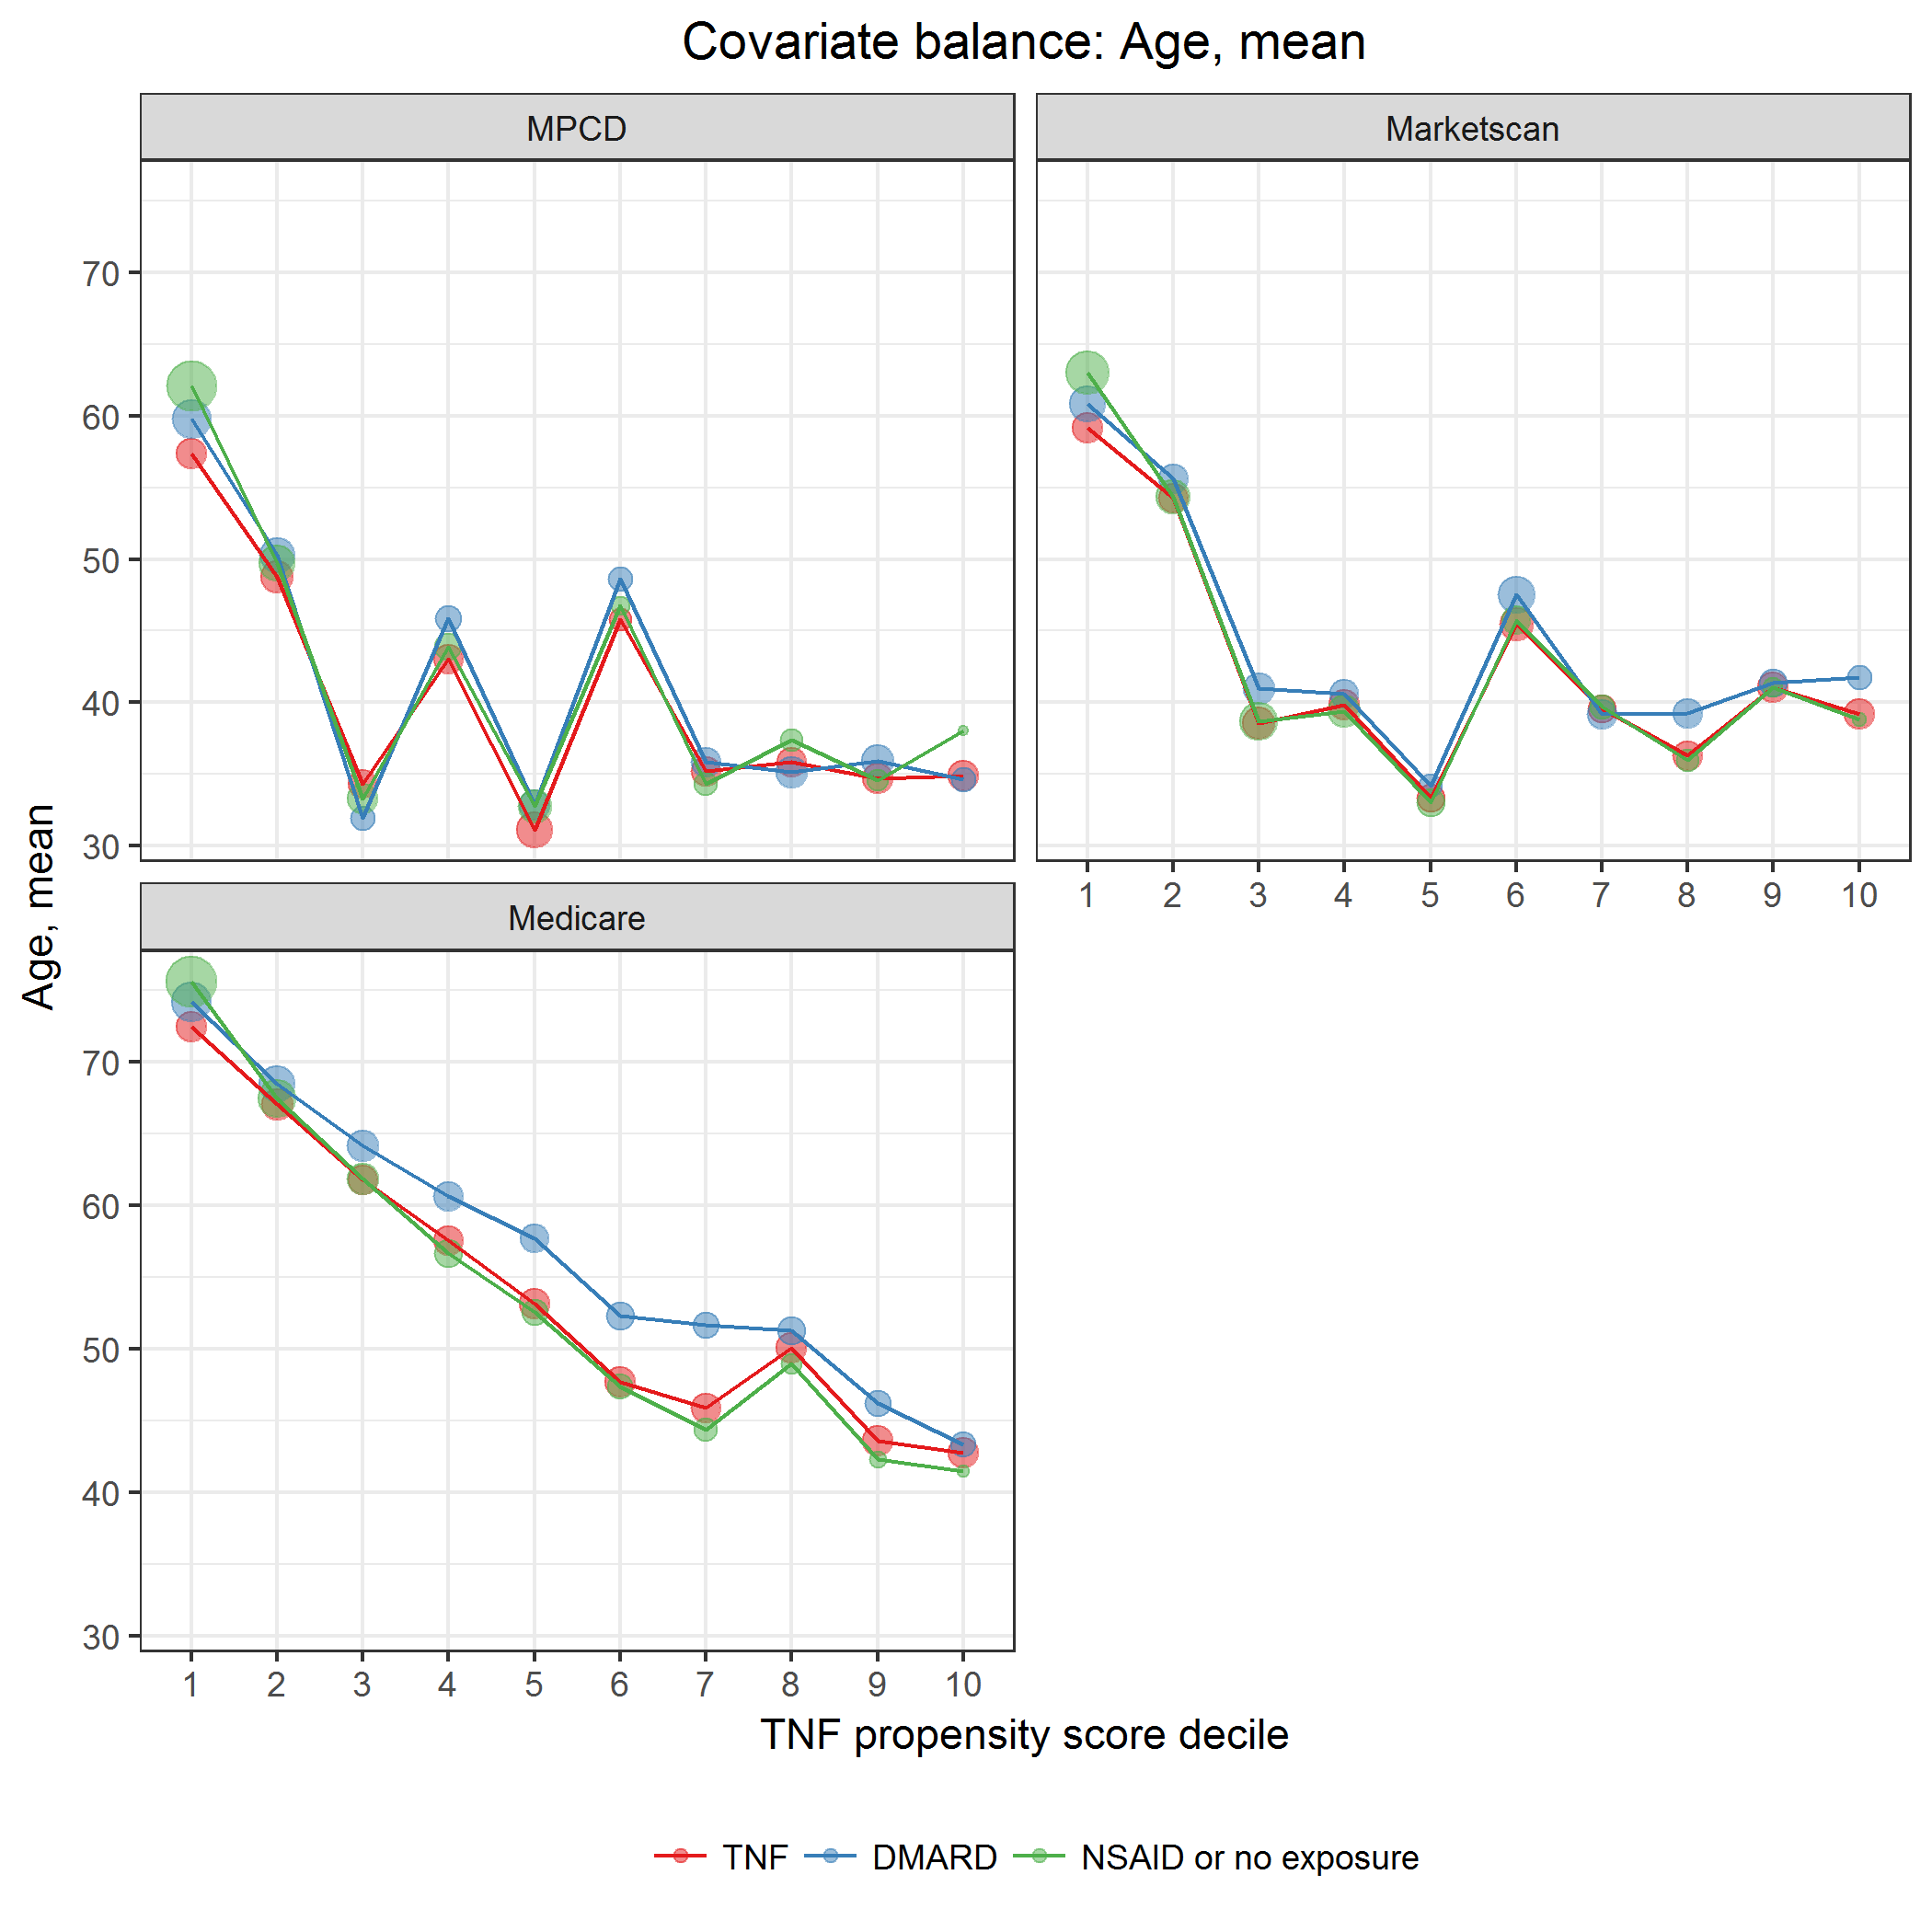 Covariate balance: Age, mean
MPCD
Marketscan
70
60
50
40
30
1 2 3 4 5 6 7 8 9 10
Medicare
Age, mean
70
60
50
40
30
1 2 3 4 5 6 7 8 9 10
TNF propensity score decile
TNF DMARD NSAID or no exposure